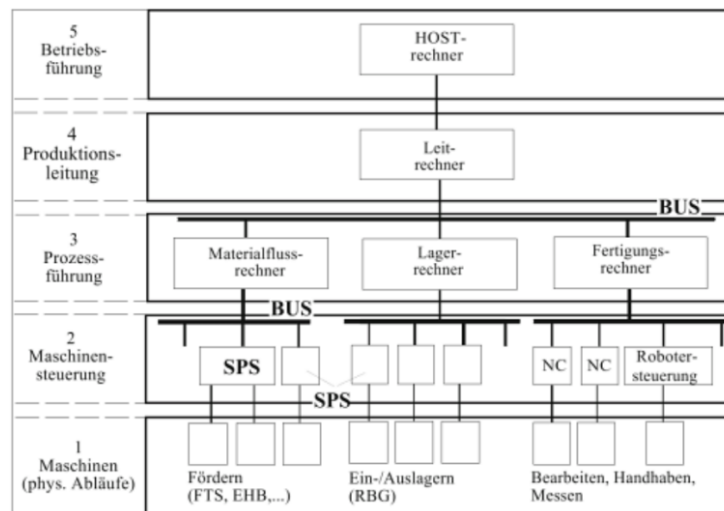 5
Betriebs-
führung
HOST-
rechner
4
Produktions-
leitung
Leit-
rechner
BUS
3
Prozess-
führung
Materialfluss-
rechner
Lager-
rechner
Fertigungs-
rechner
BUS
2
Maschinen-
steuerung
SPS
NC
NC
Roboter-
steuerung
SPS
1
Maschinen
(phys. Abläufe)
Fördern
(FTS, EHB,...)
Ein-/Auslagern
(RBG)
Bearbeiten, Handhaben,
Messen